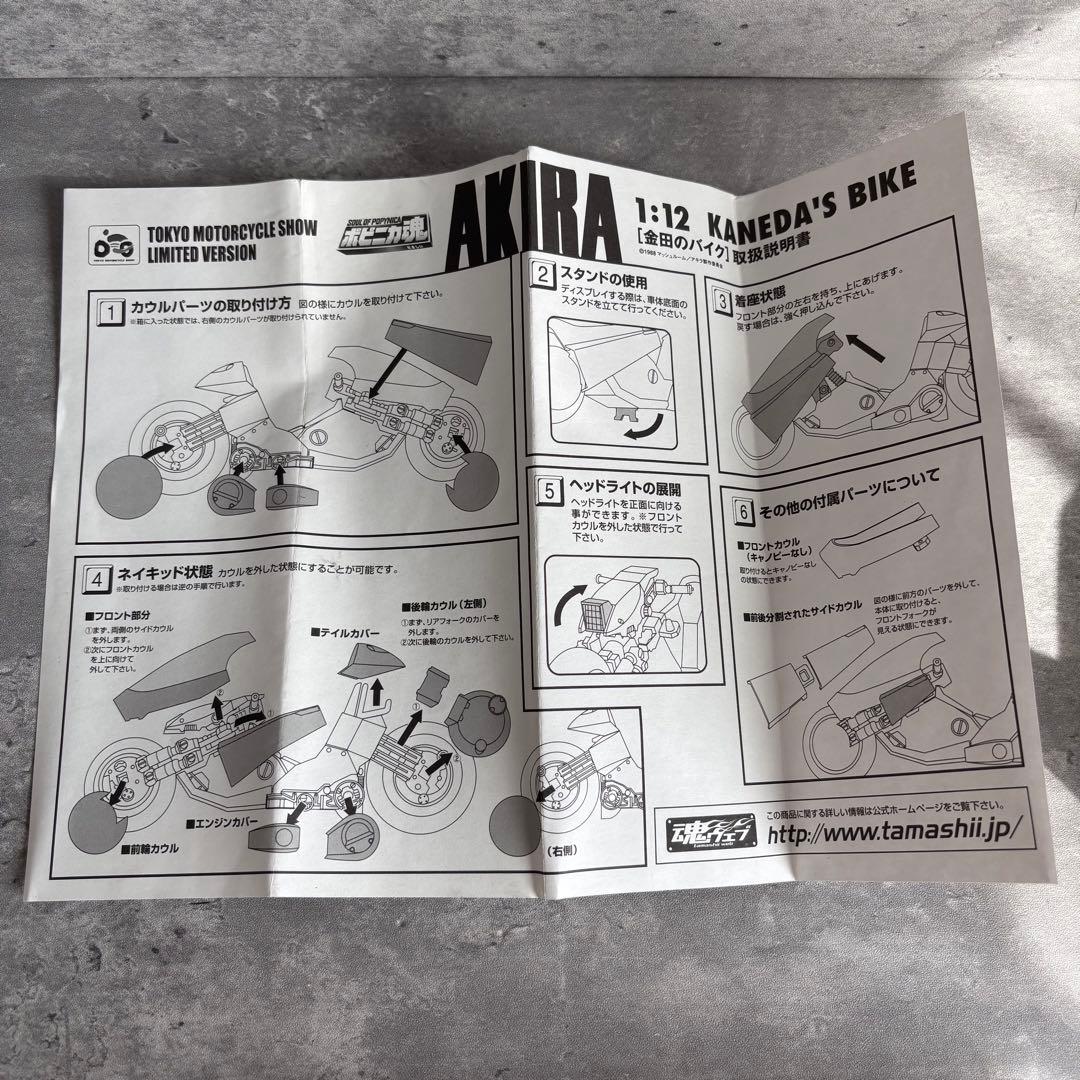 TOKYO MOTORCYCLE SHOW
LIMITED VERSION
SOUL OF POPYNICA
ポピニカ魂
AKIRA
1:12 KANEDA'S BIKE
[金田のバイク]取扱説明書
©1988マッシュルーム/アキラ製作委員会
1 カウルパーツの取り付け方 図の様にカウルを取り付けて下さい。
※箱に入った状態では、右側のカウルパーツが取り付けられていません。
2 スタンドの使用
ディスプレイする際は、車体底面の
スタンドを立てて行ってください。
3 着座状態
フロント部分の左右を持ち、上にあげます。
戻す場合は、強く押し込んで下さい。
4 ネイキッド状態 カウルを外した状態にすることが可能です。
※取り付ける場合は逆の手順で行います。
■フロント部分
①まず、両側のサイドカウル
を外します。
②次にフロントカウル
を上に向けて
外して下さい。
②
①
■テイルカバー
■後輪カウル(左側)
①まず、リアフォークのカバーを
外します。
②次に後輪のカウルを外して下さい。
①
②
■エンジンカバー
■前輪カウル
(右側)
5 ヘッドライトの展開
ヘッドライトを正面に向ける
事ができます。※フロント
カウルを外した状態で行って
下さい。
6 その他の付属パーツについて
■フロントカウル
(キャノピーなし)
取り付けるとキャノピーなし
の状態にできます。
■前後分割されたサイドカウル
図の様に前方のパーツを外して、
本体に取り付けると、
フロントフォークが
見える状態にできます。
魂ウェブ
tamashii web
この商品に関する詳しい情報は公式ホームページをご覧下さい。
http://www.tamashii.jp/